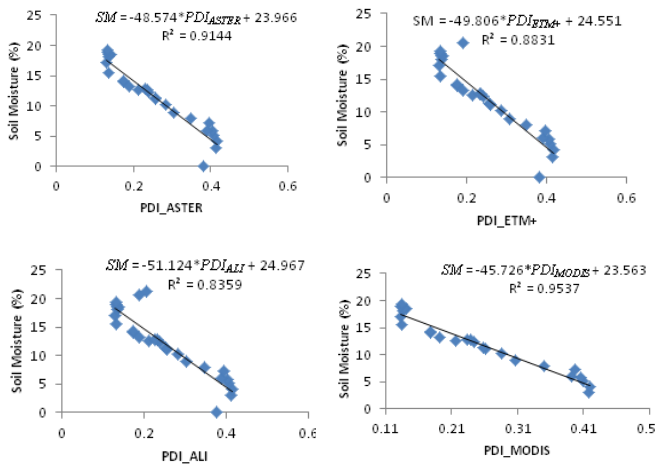 SM = -48.574*PDI_ASTER + 23.966
R² = 0.9144
25
20
15
10
5
0
Soil Moisture (%)
0 0.2 0.4 0.6
PDI_ASTER
SM = -49.806*PDI_ETM+ + 24.551
R² = 0.8831
25
20
15
10
5
0
Soil Moisture (%)
0 0.2 0.4 0.6
PDI_ETM+
SM = -51.124*PDI_ALI + 24.967
R² = 0.8359
25
20
15
10
5
0
Soil Moisture (%)
0 0.2 0.4 0.6
PDI_ALI
SM = -45.726*PDI_MODIS + 23.563
R² = 0.9537
25
20
15
10
5
0
Soil Moisture (%)
0.11 0.21 0.31 0.41 0.5
PDI_MODIS